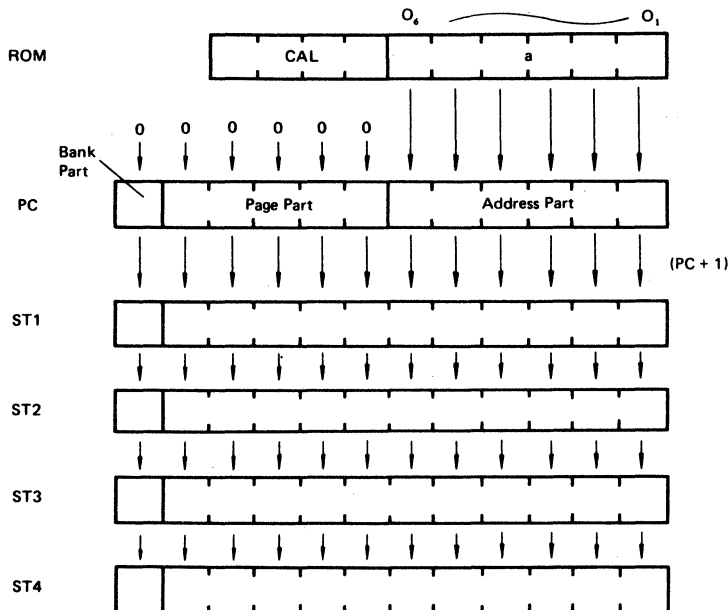 O₆ O₁
ROM CAL a
0 0 0 0 0 0
Bank
Part
PC Page Part Address Part
(PC + 1)
ST1
ST2
ST3
ST4